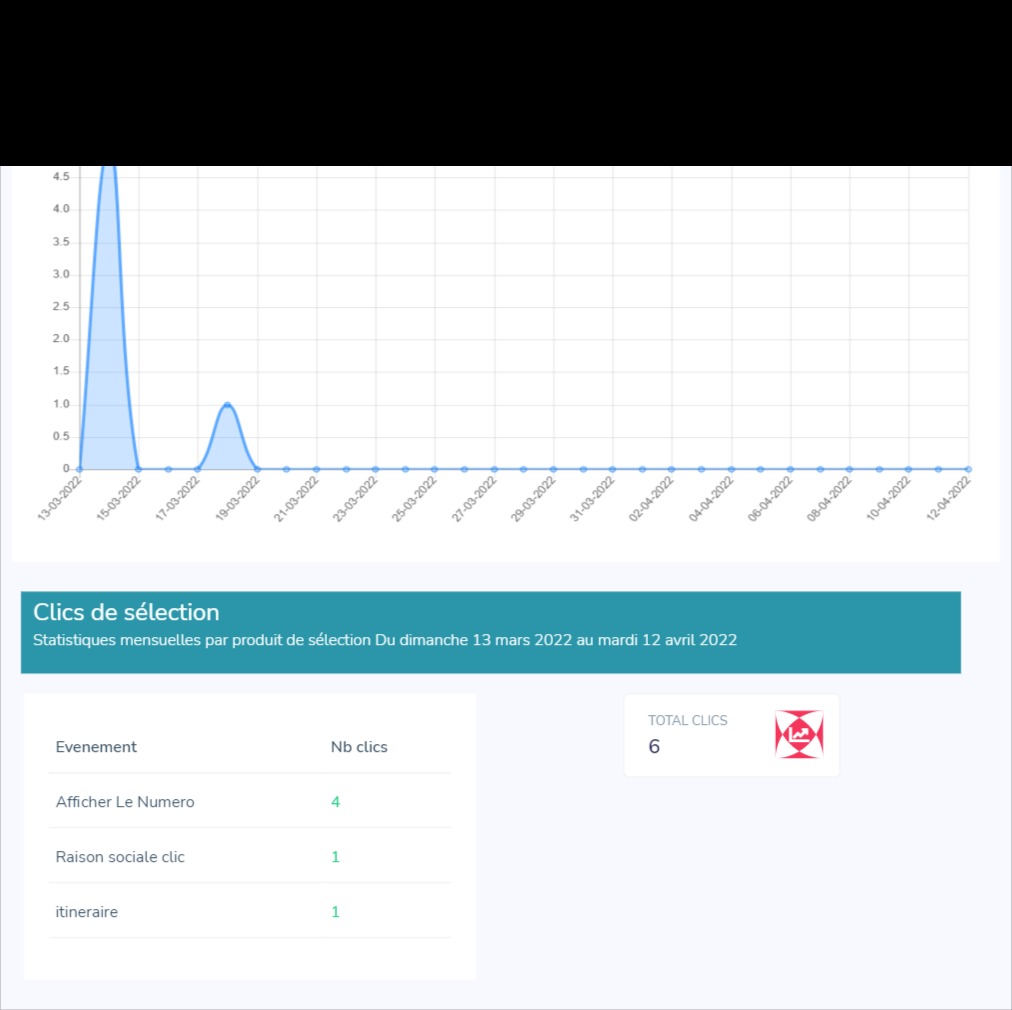 4.5
4.0
3.5
3.0
2.5
2.0
1.5
1.0
0.5
0
13-03-2022 15-03-2022 17-03-2022 19-03-2022 21-03-2022 23-03-2022 25-03-2022 27-03-2022 29-03-2022 31-03-2022 02-04-2022 04-04-2022 06-04-2022 08-04-2022 10-04-2022 12-04-2022
Clics de sélection
Statistiques mensuelles par produit de sélection Du dimanche 13 mars 2022 au mardi 12 avril 2022
Evenement Nb clics
Afficher Le Numero 4
Raison sociale clic 1
itineraire 1
TOTAL CLICS
6